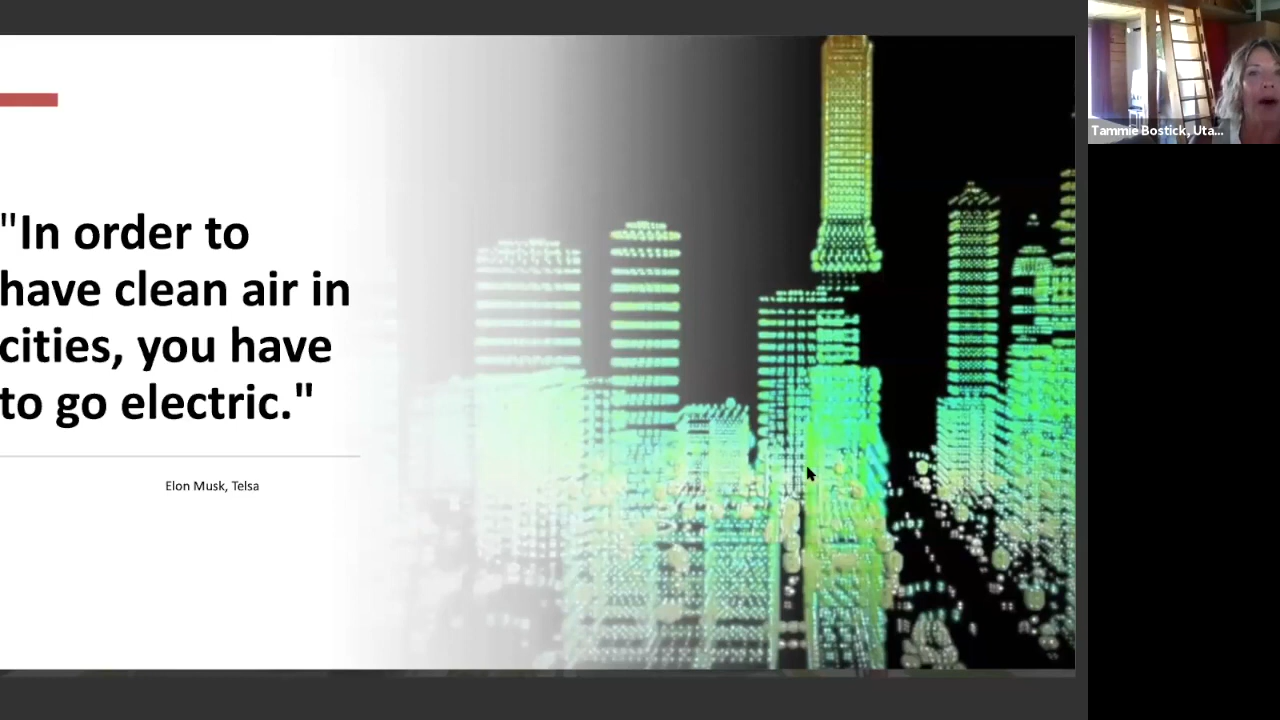 "In order to
have clean air in
cities, you have
to go electric."
Elon Musk, Telsa
Tammie Bostick, Uta...